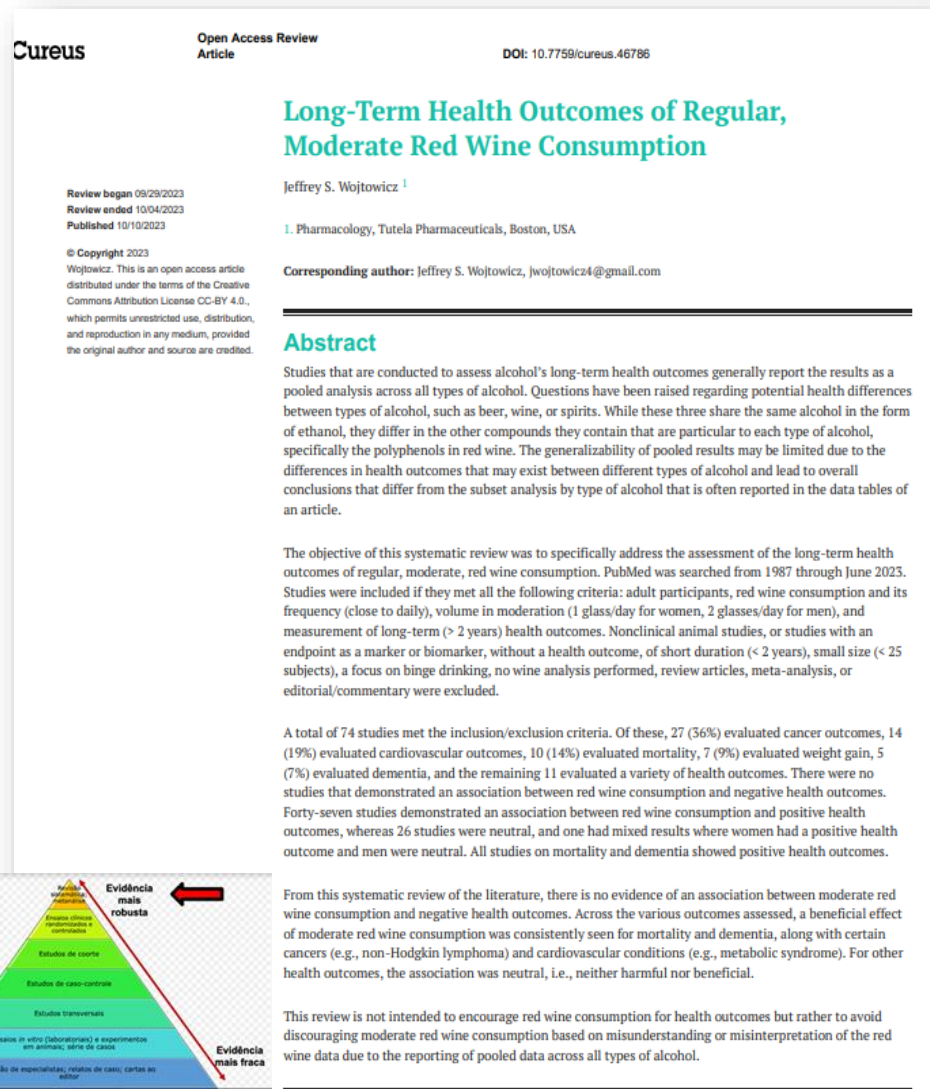 Cureus
Open Access Review
Article
DOI: 10.7759/cureus.46786
Long-Term Health Outcomes of Regular,
Moderate Red Wine Consumption
Jeffrey S. Wojtowicz 1
1. Pharmacology, Tutela Pharmaceuticals, Boston, USA
Corresponding author: Jeffrey S. Wojtowicz, jwojtowicz4@gmail.com
Review began 09/29/2023
Review ended 10/04/2023
Published 10/10/2023
© Copyright 2023
Wojtowicz. This is an open access article
distributed under the terms of the Creative
Commons Attribution License CC-BY 4.0.,
which permits unrestricted use, distribution,
and reproduction in any medium, provided
the original author and source are credited.
Abstract
Studies that are conducted to assess alcohol's long-term health outcomes generally report the results as a
pooled analysis across all types of alcohol. Questions have been raised regarding potential health differences
between types of alcohol, such as beer, wine, or spirits. While these three share the same alcohol in the form
of ethanol, they differ in the other compounds they contain that are particular to each type of alcohol,
specifically the polyphenols in red wine. The generalizability of pooled results may be limited due to the
differences in health outcomes that may exist between different types of alcohol and lead to overall
conclusions that differ from the subset analysis by type of alcohol that is often reported in the data tables of
an article.
The objective of this systematic review was to specifically address the assessment of the long-term health
outcomes of regular, moderate, red wine consumption. PubMed was searched from 1987 through June 2023.
Studies were included if they met all the following criteria: adult participants, red wine consumption and its
frequency (close to daily), volume in moderation (1 glass/day for women, 2 glasses/day for men), and
measurement of long-term (> 2 years) health outcomes. Nonclinical animal studies, or studies with an
endpoint as a marker or biomarker, without a health outcome, of short duration (< 2 years), small size (< 25
subjects), a focus on binge drinking, no wine analysis performed, review articles, meta-analysis, or
editorial/commentary were excluded.
A total of 74 studies met the inclusion/exclusion criteria. Of these, 27 (36%) evaluated cancer outcomes, 14
(19%) evaluated cardiovascular outcomes, 10 (14%) evaluated mortality, 7 (9%) evaluated weight gain, 5
(7%) evaluated dementia, and the remaining 11 evaluated a variety of health outcomes. There were no
studies that demonstrated an association between red wine consumption and negative health outcomes.
Forty-seven studies demonstrated an association between red wine consumption and positive health
outcomes, whereas 26 studies were neutral, and one had mixed results where women had a positive health
outcome and men were neutral. All studies on mortality and dementia showed positive health outcomes.
From this systematic review of the literature, there is no evidence of an association between moderate red
wine consumption and negative health outcomes. Across the various outcomes assessed, a beneficial effect
of moderate red wine consumption was consistently seen for mortality and dementia, along with certain
cancers (e.g., non-Hodgkin lymphoma) and cardiovascular conditions (e.g., metabolic syndrome). For other
health outcomes, the association was neutral, i.e., neither harmful nor beneficial.
This review is not intended to encourage red wine consumption for health outcomes but rather to avoid
discouraging moderate red wine consumption based on misunderstanding or misinterpretation of the red
wine data due to the reporting of pooled data across all types of alcohol.
Evidência
mais
robusta
Revisão
sistemática;
Ensaios clínicos
randomizados e
controlados
Estudos de coorte
Estudos de caso-controle
Estudos transversais
in vitro (laboratoriais) e experimentos
em animais; série de casos
de especialistas; relatos de caso; cartas ao
editor
Evidência
mais fraca